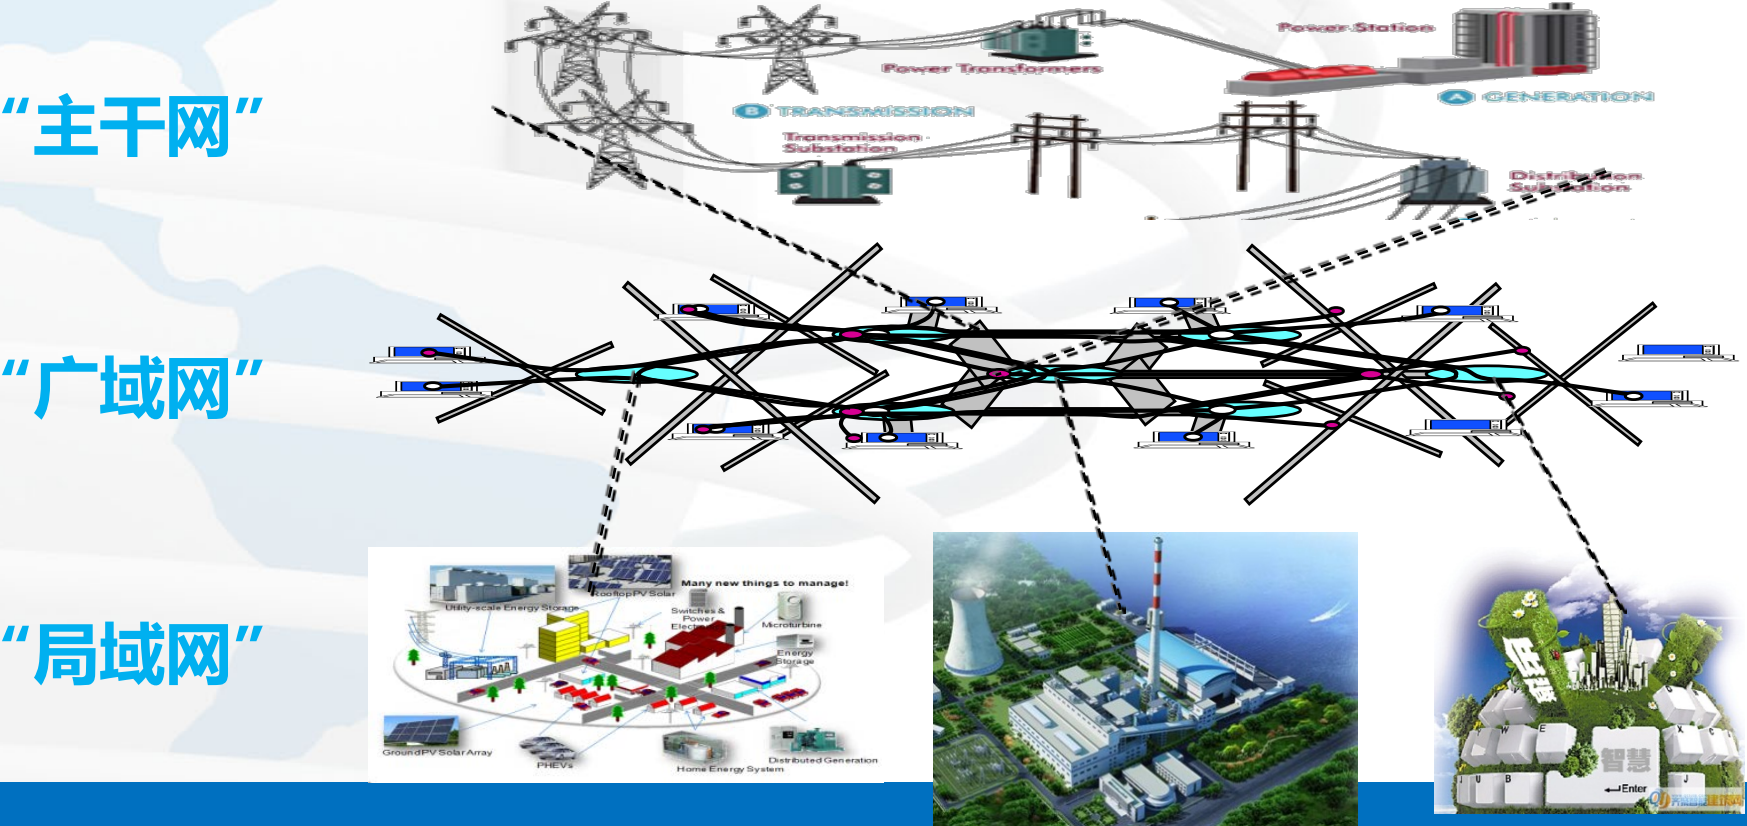 “主干网”
Power Station
Power Transformers
B TRANSMISSION
A GENERATION
Transmission
Substation
Distribution
Substation
“广域网”
“局域网”
Many new things to manage!
Rooftop PV Solar
Utility-scale Energy Storage
Switches &
Power
Microturbine
Energy
Storage
Ground PV Solar Array
PHEVs
Home Energy System
Distributed Generation
生活
智慧
W
E
X
C
U
B
J
Enter